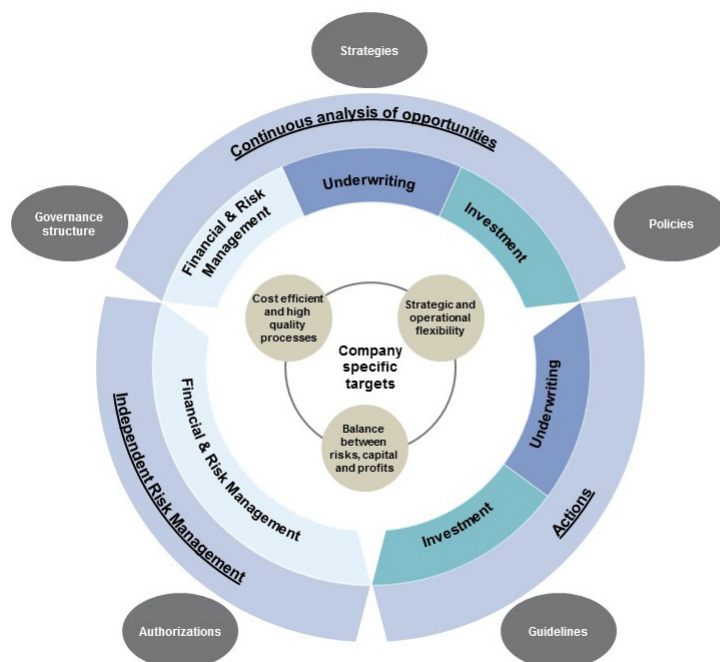 Strategies
Continuous analysis of opportunities
Governance
structure
Policies
Financial & Risk
Management
Underwriting
Investment
Cost efficient
and high
quality
processes
Strategic and
operational
flexibility
Company
specific
targets
Balance
between
risks, capital
and profits
Underwriting
Investment
Actions
Financial & Risk Management
Independent Risk Management
Authorizations
Guidelines